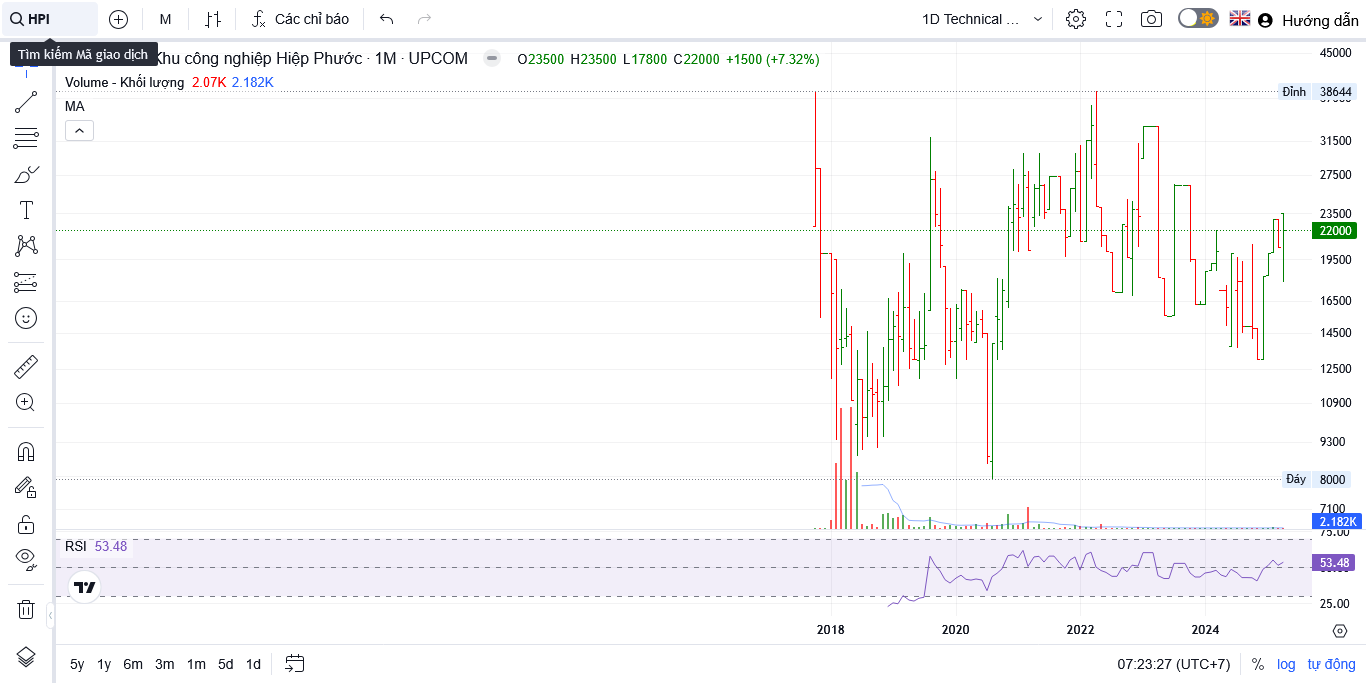 HPI
M
Các chỉ báo
1D Technical ...
Hướng dẫn
Tìm kiếm Mã giao dịch
Khu công nghiệp Hiệp Phước · 1M · UPCOM
O23500 H23500 L17800 C22000 +1500 (+7.32%)
Volume - Khối lượng 2.07K 2.182K
MA
45000
Đỉnh 38644
31500
27500
23500
22000
19500
16500
14500
12500
10900
9300
Đáy 8000
7100
2.182K
75.00
RSI 53.48
53.48
25.00
2018 2020 2022 2024
5y 1y 6m 3m 1m 5d 1d
07:23:27 (UTC+7) % log tự động